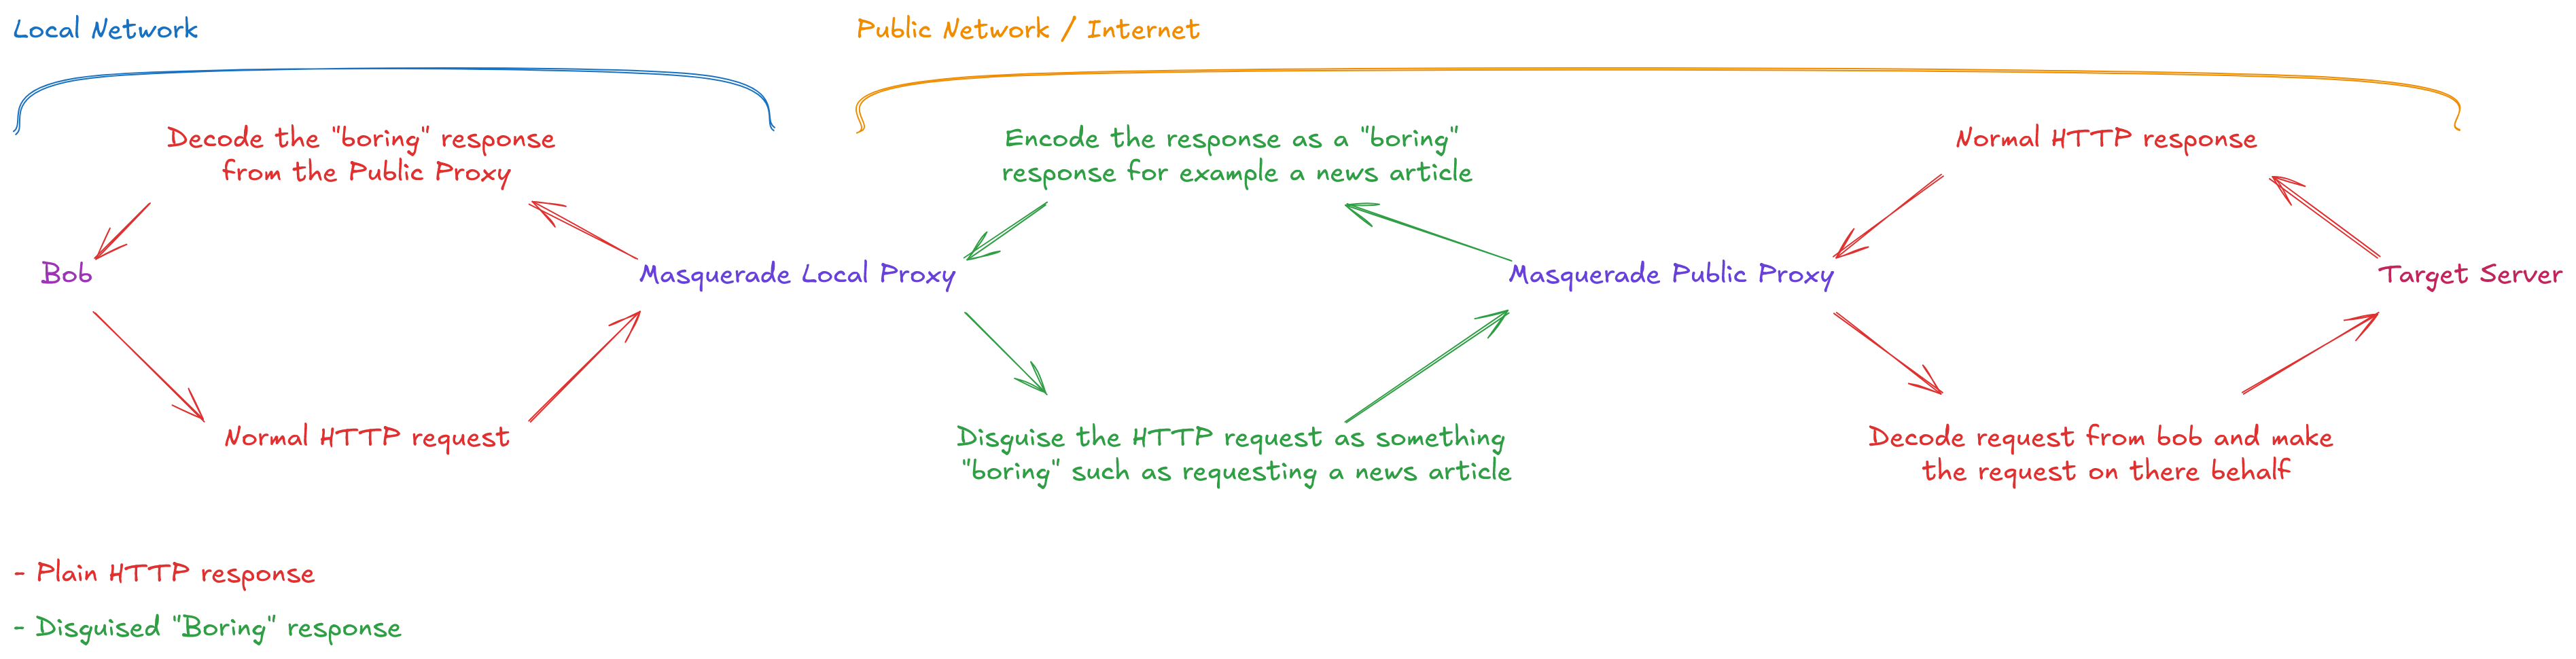 Local Network
Public Network / Internet
Decode the "boring" response
from the Public Proxy
Encode the response as a "boring"
response for example a news article
Normal HTTP response
Bob
Masquerade Local Proxy
Masquerade Public Proxy
Target Server
Normal HTTP request
Disguise the HTTP request as something
"boring" such as requesting a news article
Decode request from bob and make
the request on there behalf
- Plain HTTP response
- Disguised "Boring" response